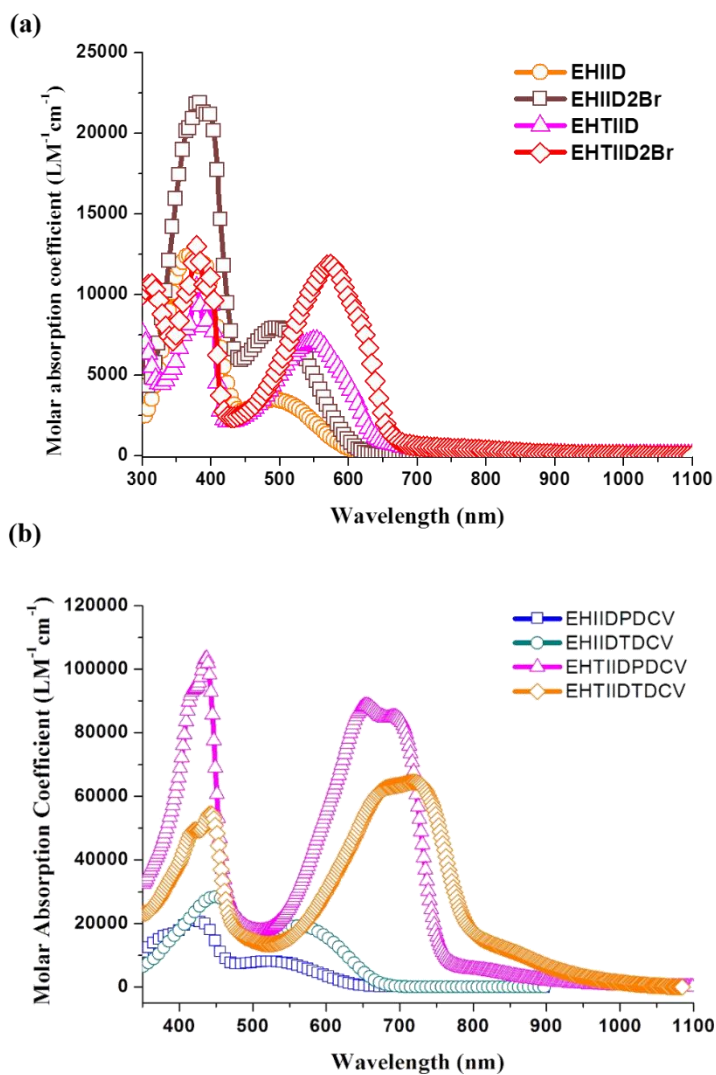 (a)
Molar absorption coefficient (LM⁻¹cm⁻¹)
25000
20000
15000
10000
5000
0
EHIID
EHIID2Br
EHTIID
EHTIID2Br
300 400 500 600 700 800 900 1000 1100
Wavelength (nm)
(b)
Molar Absorption Coefficient (LM⁻¹cm⁻¹)
120000
100000
80000
60000
40000
20000
0
EHIIDPDCV
EHIIDTDCV
EHTIIDPDCV
EHTIIDTDCV
400 500 600 700 800 900 1000 1100
Wavelength (nm)